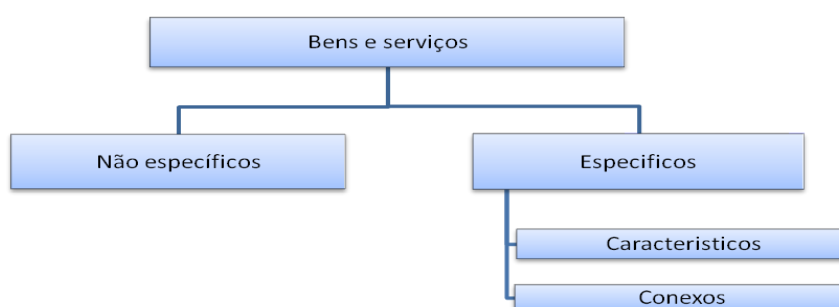 Bens e serviços
Não específicos
Especificos
Caracteristicos
Conexos